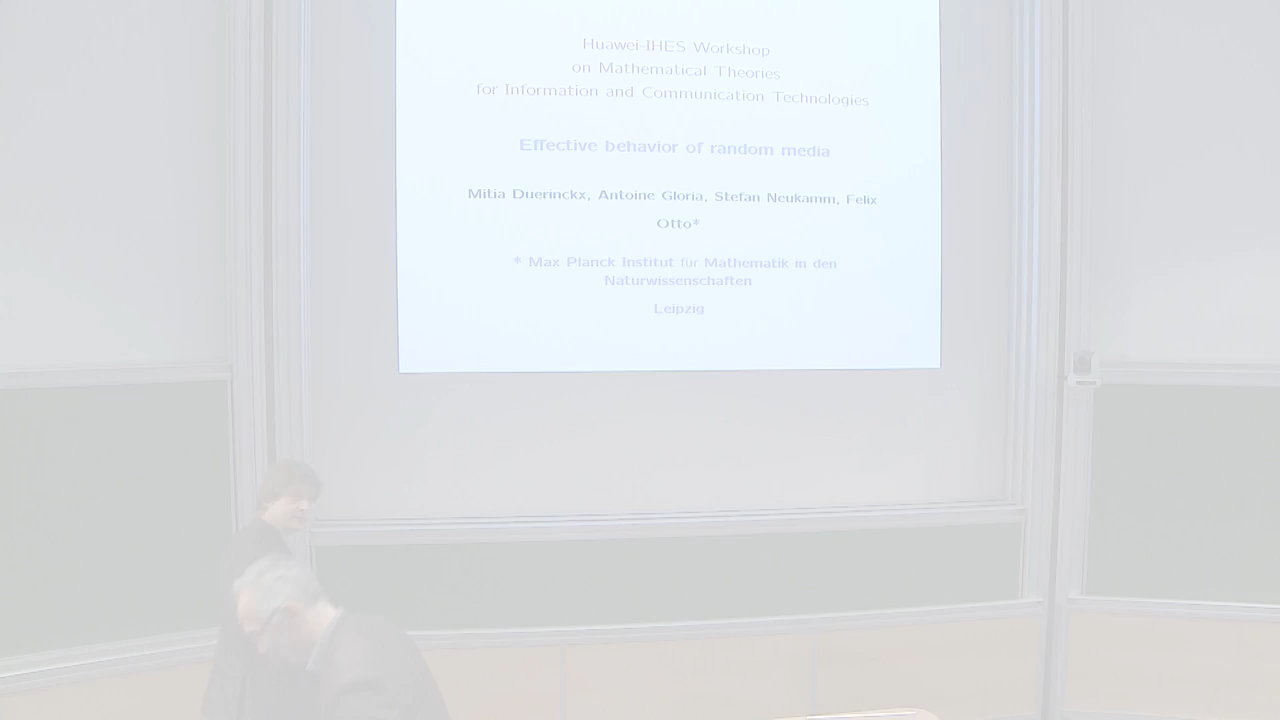 Huawei-IHES Workshop
on Mathematical Theories
for Information and Communication Technologies
Effective behavior of random media
Mitia Duerinckx, Antoine Gloria, Stefan Neukamm, Felix
Otto*
* Max Planck Institut für Mathematik in den
Naturwissenschaften
Leipzig